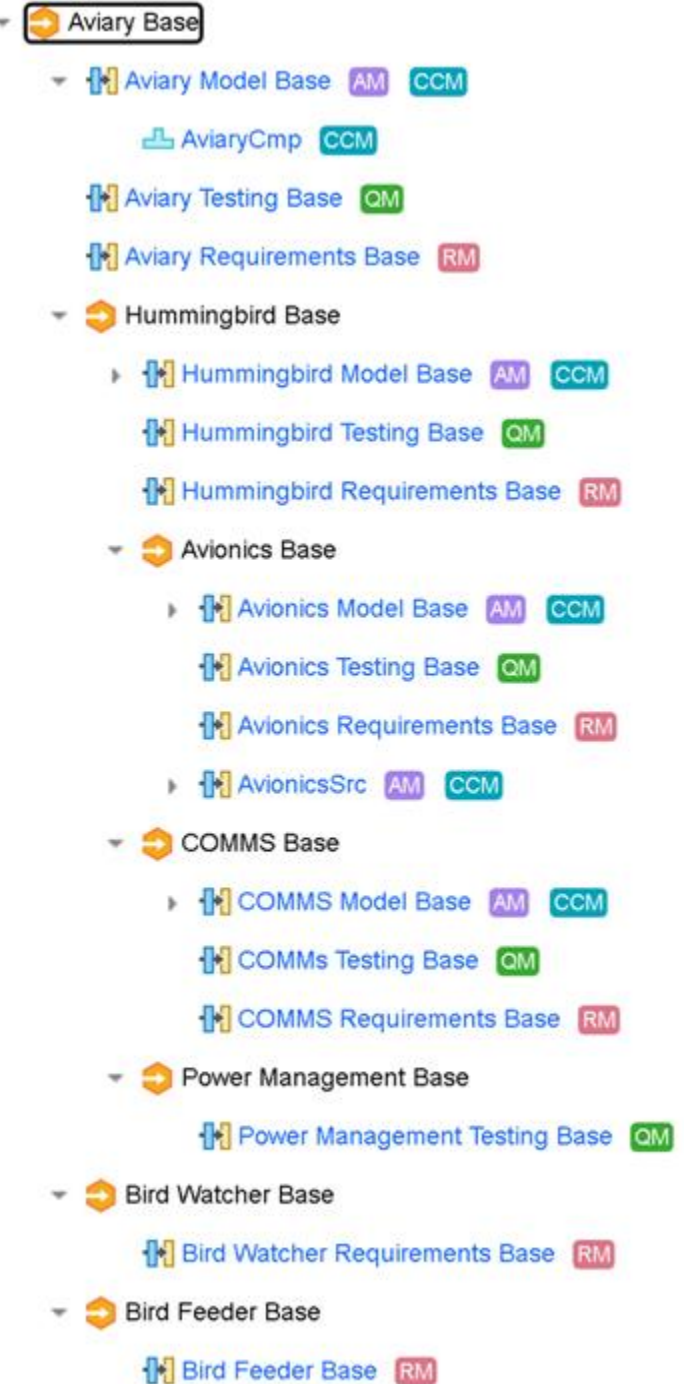 Aviary Base
Aviary Model Base AM CCM
AviaryCmp CCM
Aviary Testing Base QM
Aviary Requirements Base RM
Hummingbird Base
Hummingbird Model Base AM CCM
Hummingbird Testing Base QM
Hummingbird Requirements Base RM
Avionics Base
Avionics Model Base AM CCM
Avionics Testing Base QM
Avionics Requirements Base RM
AvionicsSrc AM CCM
COMMS Base
COMMS Model Base AM CCM
COMMs Testing Base QM
COMMS Requirements Base RM
Power Management Base
Power Management Testing Base QM
Bird Watcher Base
Bird Watcher Requirements Base RM
Bird Feeder Base
Bird Feeder Base RM